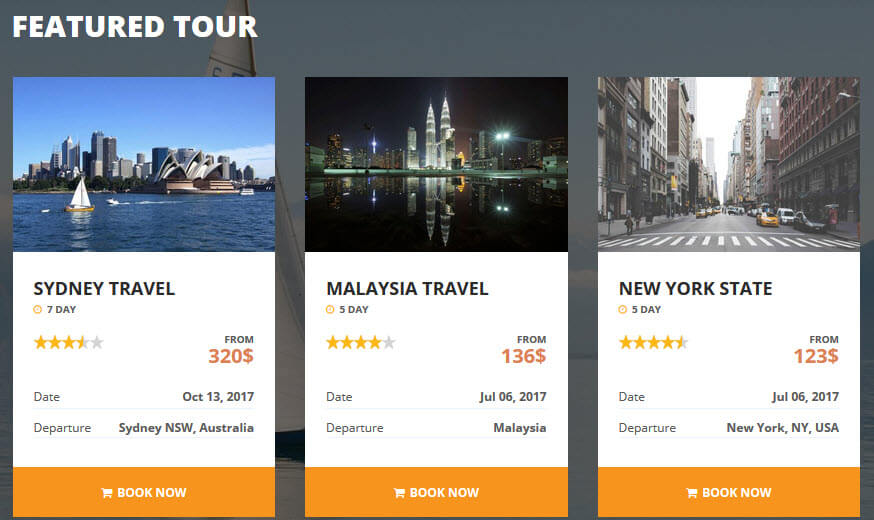 FEATURED TOUR
SYDNEY TRAVEL
7 DAY
FROM
320$
Date Oct 13, 2017
Departure Sydney NSW, Australia
BOOK NOW
MALAYSIA TRAVEL
5 DAY
FROM
136$
Date Jul 06, 2017
Departure Malaysia
BOOK NOW
NEW YORK STATE
5 DAY
FROM
123$
Date Jul 06, 2017
Departure New York, NY, USA
BOOK NOW